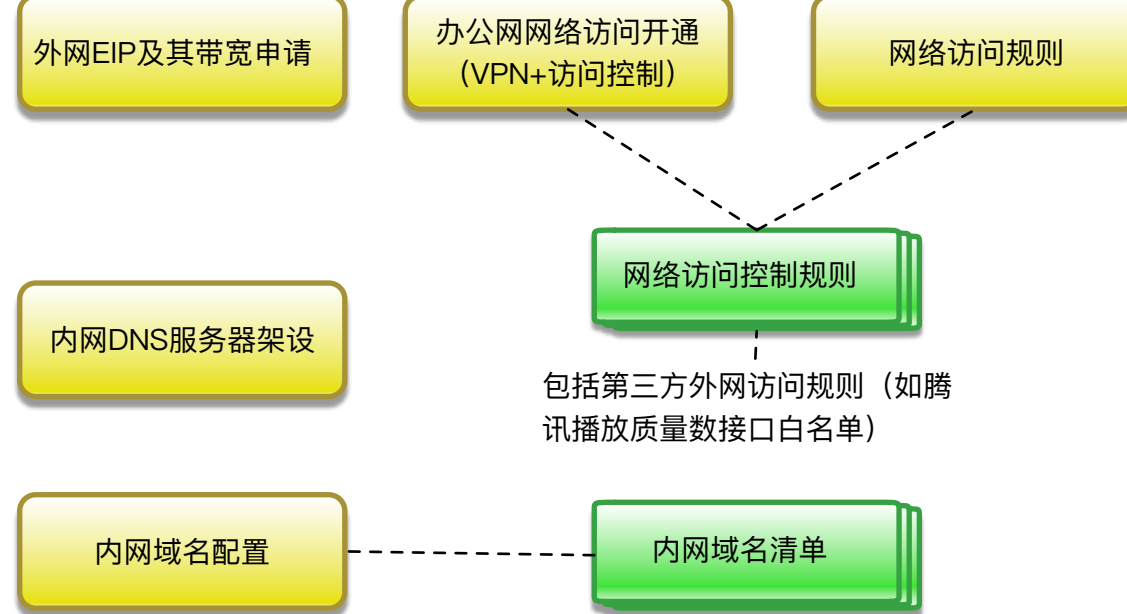 外网EIP及其带宽申请
办公网网络访问开通
（VPN+访问控制）
网络访问规则
网络访问控制规则
内网DNS服务器架设
包括第三方外网访问规则（如腾
讯播放质量数接口白名单）
内网域名配置
内网域名清单